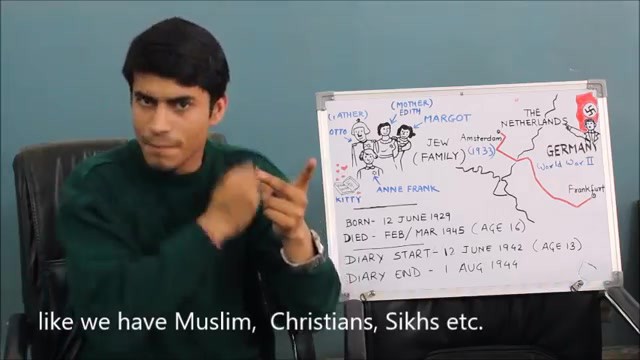 (FATHER)
OTTO
(MOTHER)
EDITH
MARGOT
JEW
(FAMILY)
ANNE FRANK
KITTY
THE
NETHERLANDS
Amsterdam
(1933)
GERMANY
World War II
Frankfurt
BORN- 12 JUNE 1929
DIED- FEB/MAR 1945 (AGE 16)
DIARY START- 12 JUNE 1942 (AGE 13)
DIARY END - 1 AUG 1944
like we have Muslim, Christians, Sikhs etc.